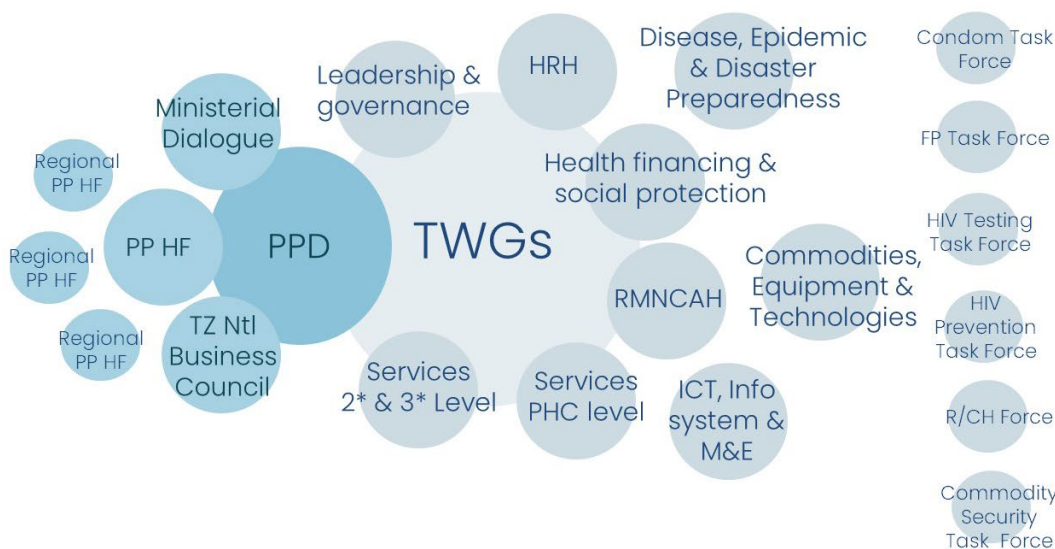 Ministerial
Dialogue
Regional
PP HF
Regional
PP HF
Regional
PP HF
PP HF
TZ Ntl
Business
Council
PPD
TWGs
Leadership &
governance
HRH
Disease, Epidemic
& Disaster
Preparedness
Health financing &
social protection
RMNCAH
Commodities,
Equipment &
Technologies
Services
2* & 3* Level
Services
PHC level
ICT, Info
system &
M&E
Condom Task
Force
FP Task Force
HIV Testing
Task Force
HIV
Prevention
Task Force
R/CH Force
Commodity
Security
Task Force